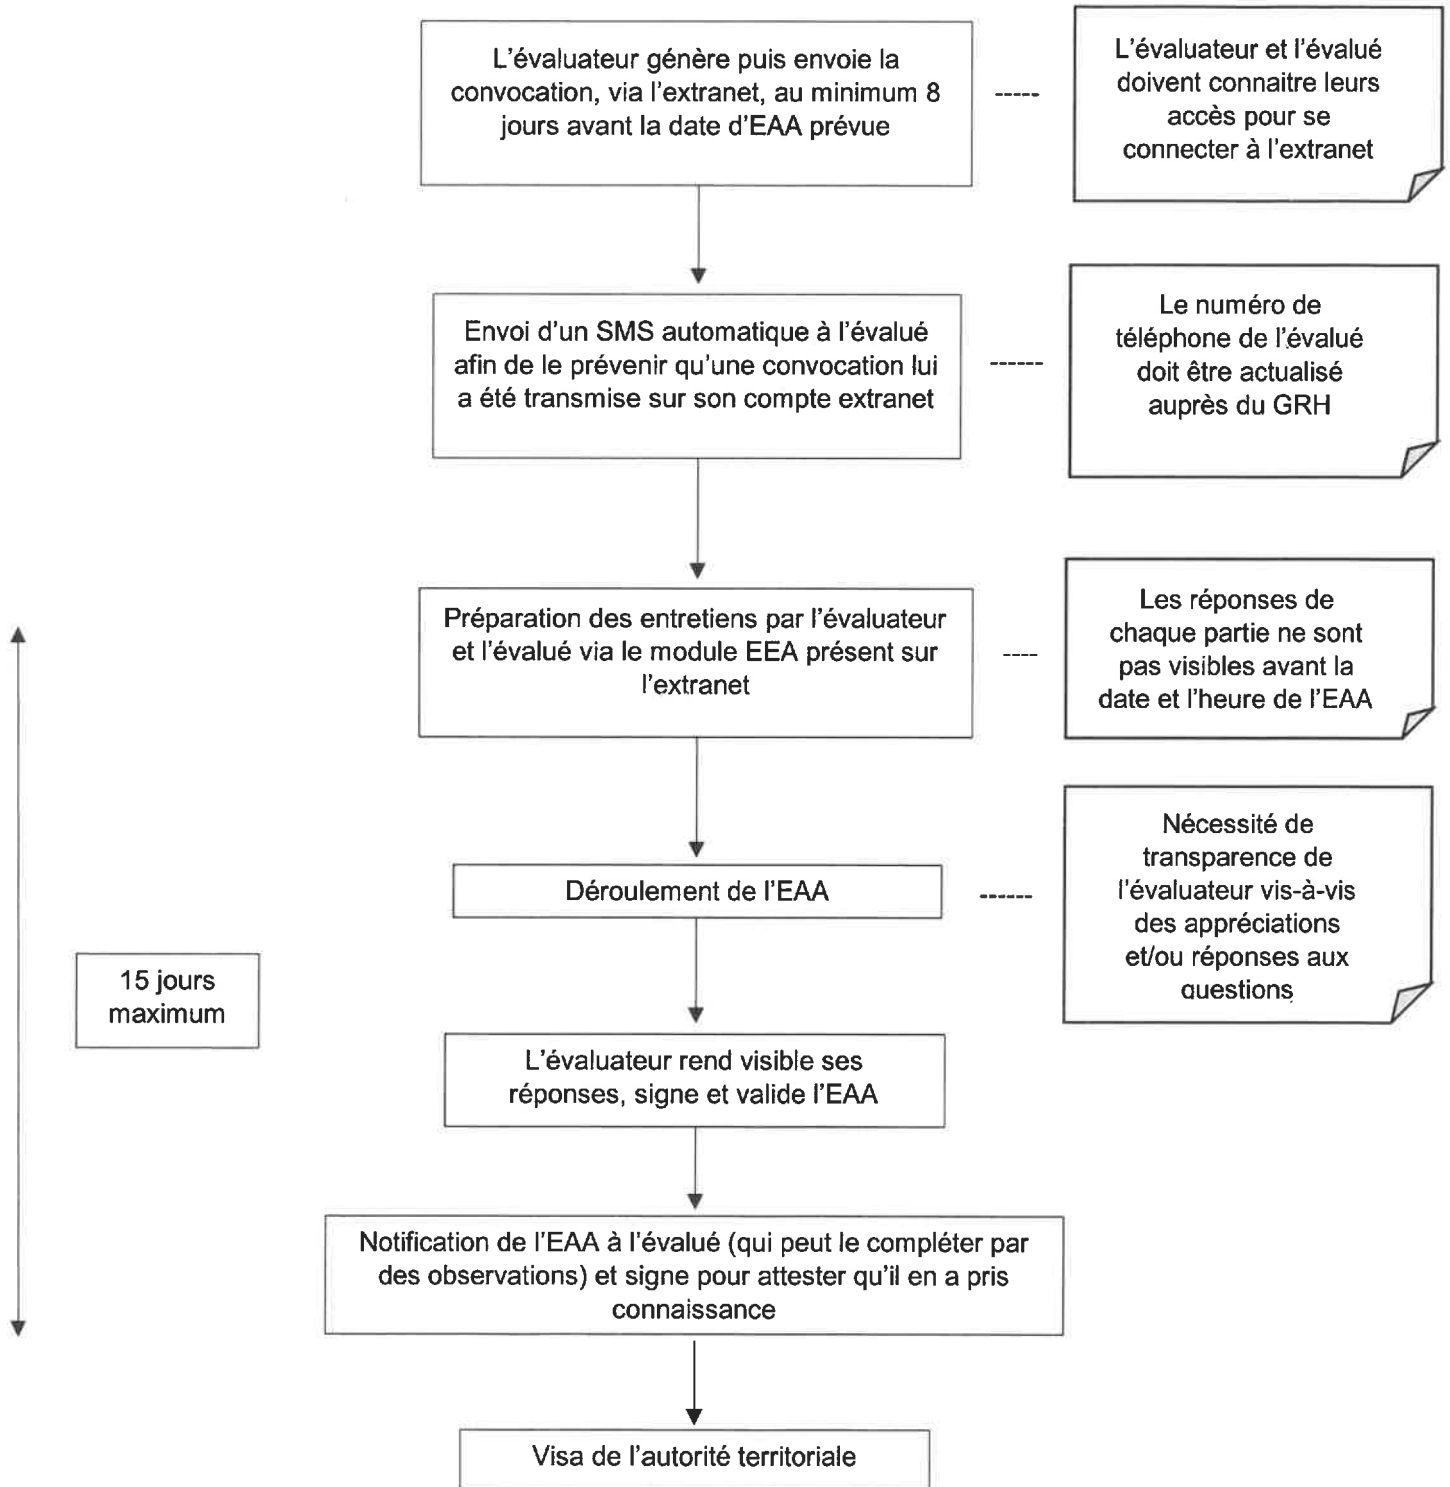 L'évaluateur génère puis envoie la
convocation, via l'extranet, au minimum 8
jours avant la date d'EAA prévue
-----
L'évaluateur et l'évalué
doivent connaitre leurs
accès pour se
connecter à l'extranet
Envoi d'un SMS automatique à l'évalué
afin de le prévenir qu'une convocation lui
a été transmise sur son compte extranet
------
Le numéro de
téléphone de l'évalué
doit être actualisé
auprès du GRH
Préparation des entretiens par l'évaluateur
et l'évalué via le module EEA présent sur
l'extranet
----
Les réponses de
chaque partie ne sont
pas visibles avant la
date et l'heure de l'EAA
Déroulement de l'EAA
------
Nécessité de
transparence de
l'évaluateur vis-à-vis
des appréciations
et/ou réponses aux
questions
15 jours
maximum
L'évaluateur rend visible ses
réponses, signe et valide l'EAA
Notification de l'EAA à l'évalué (qui peut le compléter par
des observations) et signe pour attester qu'il en a pris
connaissance
Visa de l'autorité territoriale